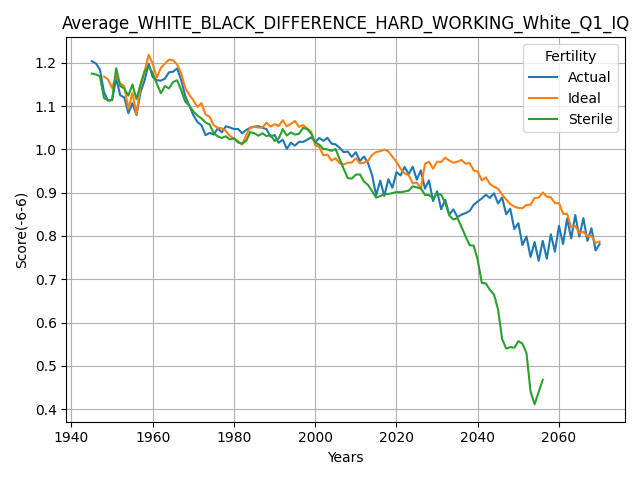 Average_WHITE_BLACK_DIFFERENCE_HARD_WORKING_White_Q1_IQ
Fertility
Actual
Ideal
Sterile
Score(-6-6)
1.2
1.1
1.0
0.9
0.8
0.7
0.6
0.5
0.4
1940
1960
1980
2000
2020
2040
2060
Years